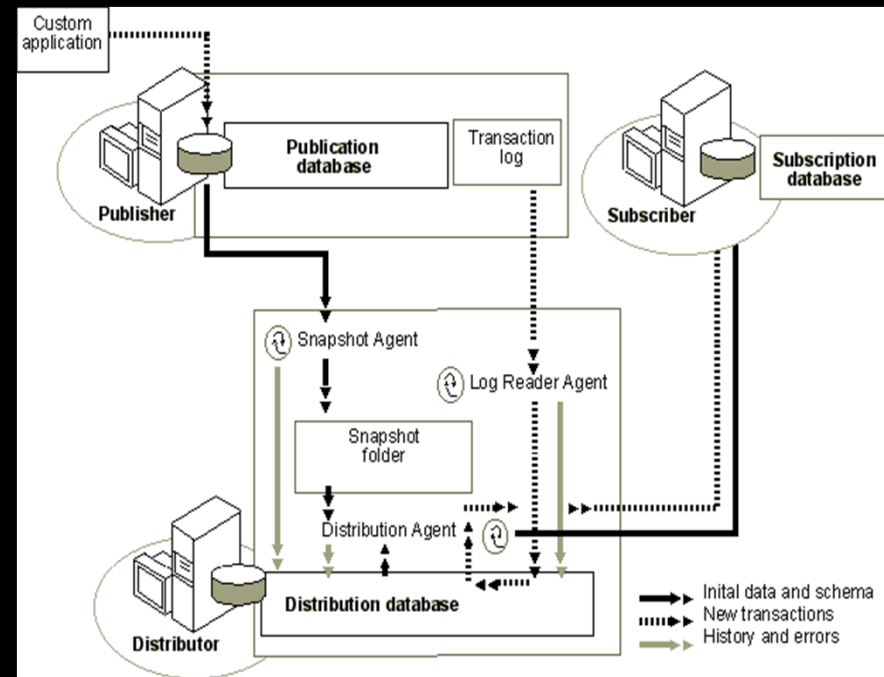 Custom
application
Publication
database
Transaction
log
Subscription
database
Publisher
Subscriber
Snapshot Agent
Log Reader Agent
Snapshot
folder
Distribution Agent
Distribution database
Distributor
Inital data and schema
New transactions
History and errors